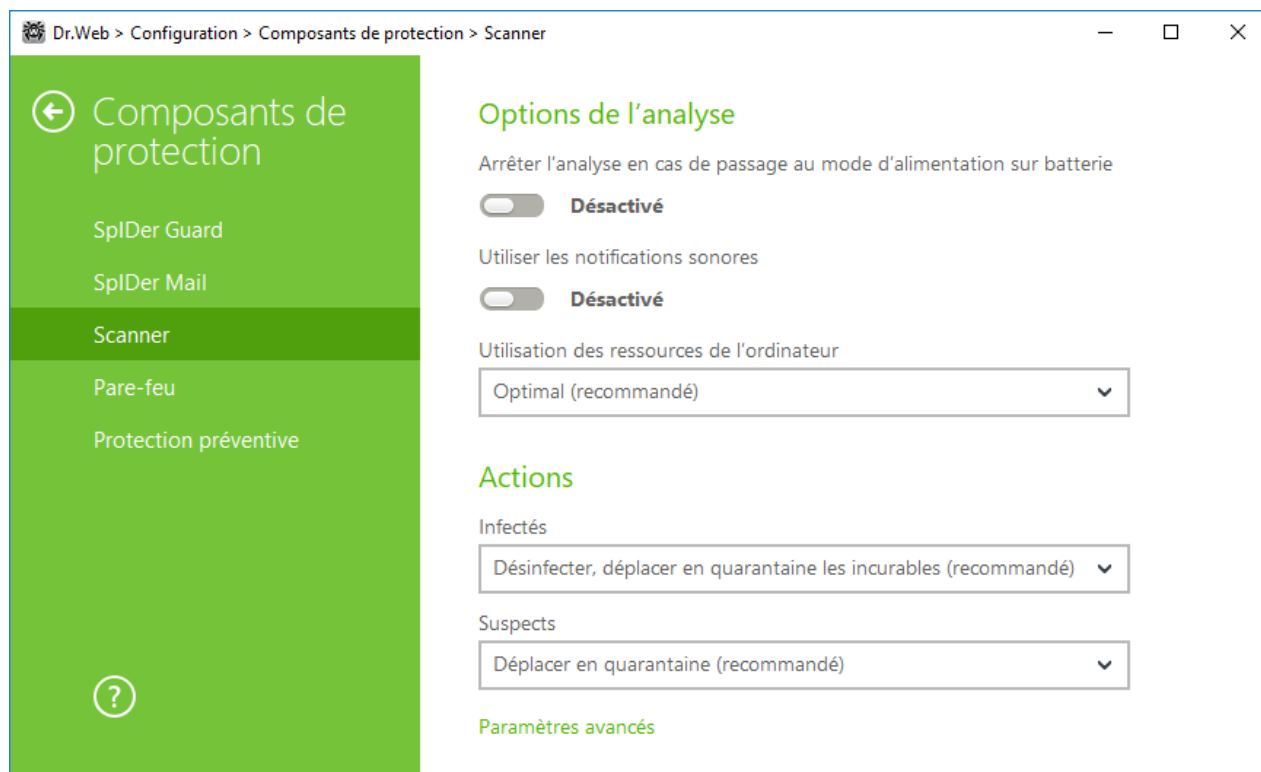 Dr.Web > Configuration > Composants de protection > Scanner
Composants de
protection
SpIDer Guard
SpIDer Mail
Scanner
Pare-feu
Protection préventive
?
Options de l’analyse
Arrêter l’analyse en cas de passage au mode d’alimentation sur batterie
Désactivé
Utiliser les notifications sonores
Désactivé
Utilisation des ressources de l’ordinateur
Optimal (recommandé)
Actions
Infectés
Désinfecter, déplacer en quarantaine les incurables (recommandé)
Suspects
Déplacer en quarantaine (recommandé)
Paramètres avancés